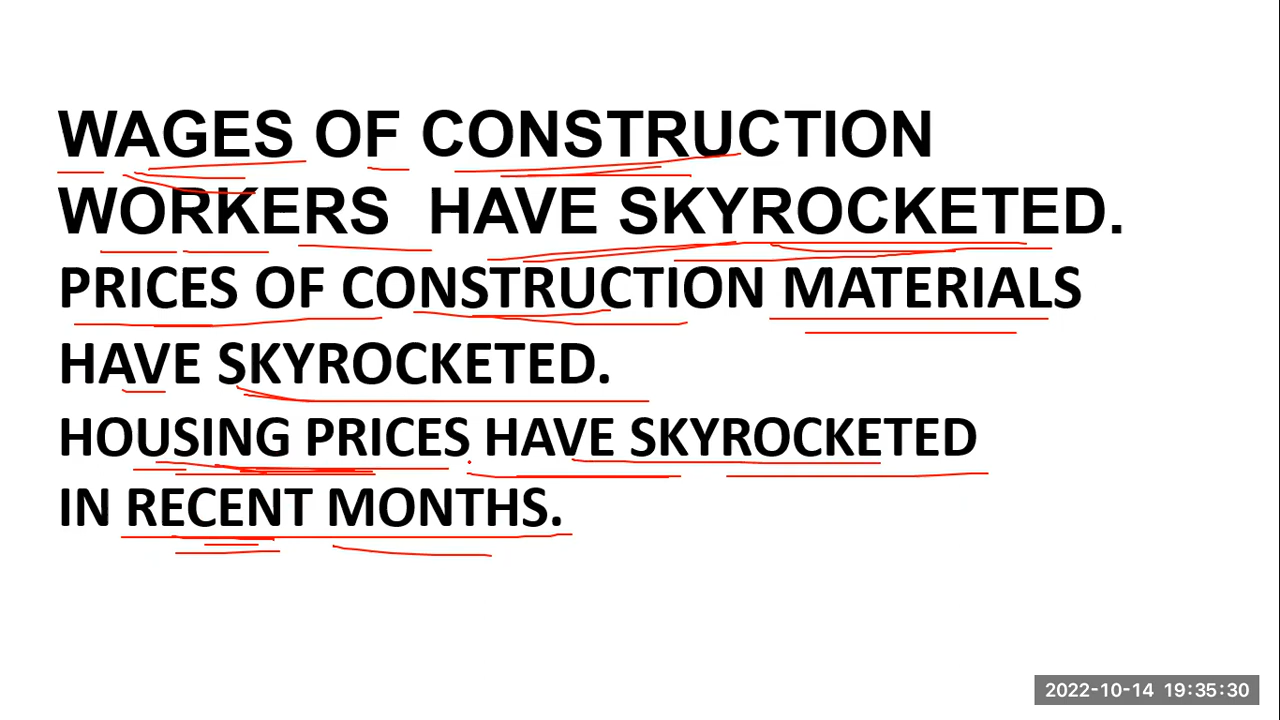 WAGES OF CONSTRUCTION
WORKERS  HAVE SKYROCKETED.
PRICES OF CONSTRUCTION MATERIALS
HAVE SKYROCKETED.
HOUSING PRICES HAVE SKYROCKETED
IN RECENT MONTHS.
2022-10-14 19:35:30